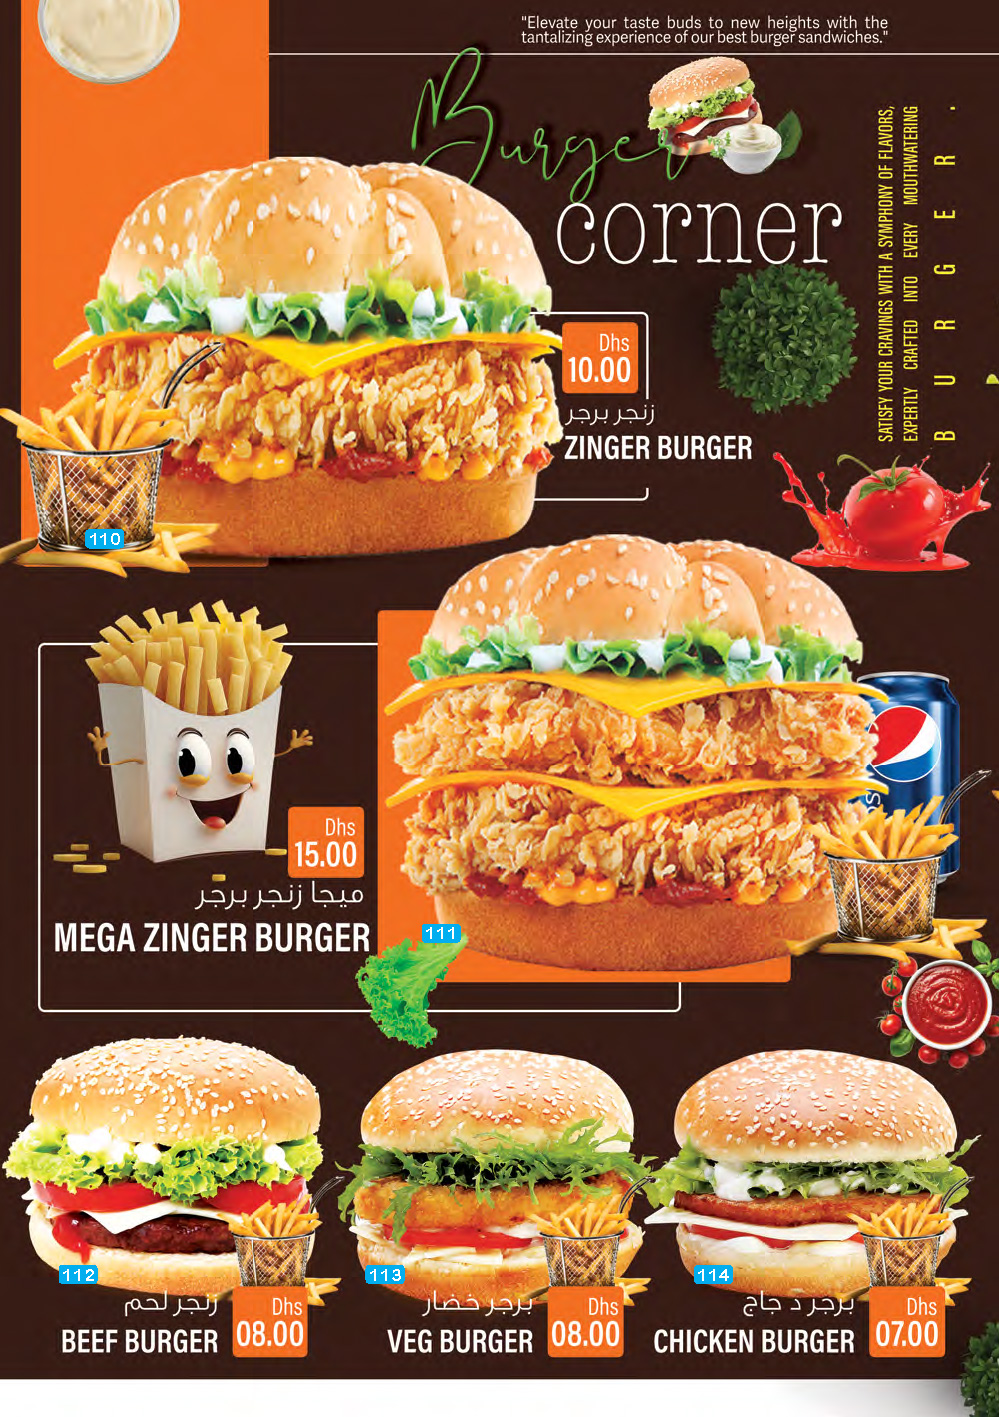 "Elevate your taste buds to new heights with the
tantalizing experience of our best burger sandwiches."
Burger
corner
SATISFY YOUR CRAVINGS WITH A SYMPHONY OF FLAVORS,
EXPERTLY CRAFTED INTO EVERY MOUTHWATERING
BURGER.
Dhs
10.00
زنجر برجر
ZINGER BURGER
110
Dhs
15.00
ميجا زنجر برجر
MEGA ZINGER BURGER
111
112
زنجر لحم
BEEF BURGER
Dhs
08.00
113
برجر خضار
VEG BURGER
Dhs
08.00
114
برجر د جاج
CHICKEN BURGER
Dhs
07.00